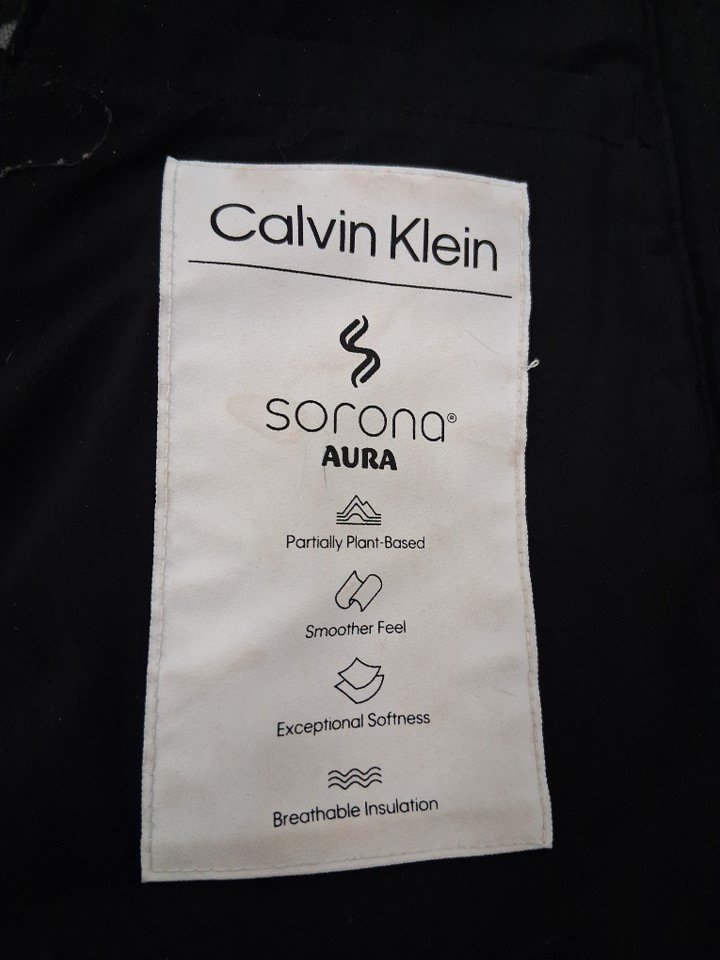 Calvin Klein
sorona®
AURA
Partially Plant-Based
Smoother Feel
Exceptional Softness
Breathable Insulation